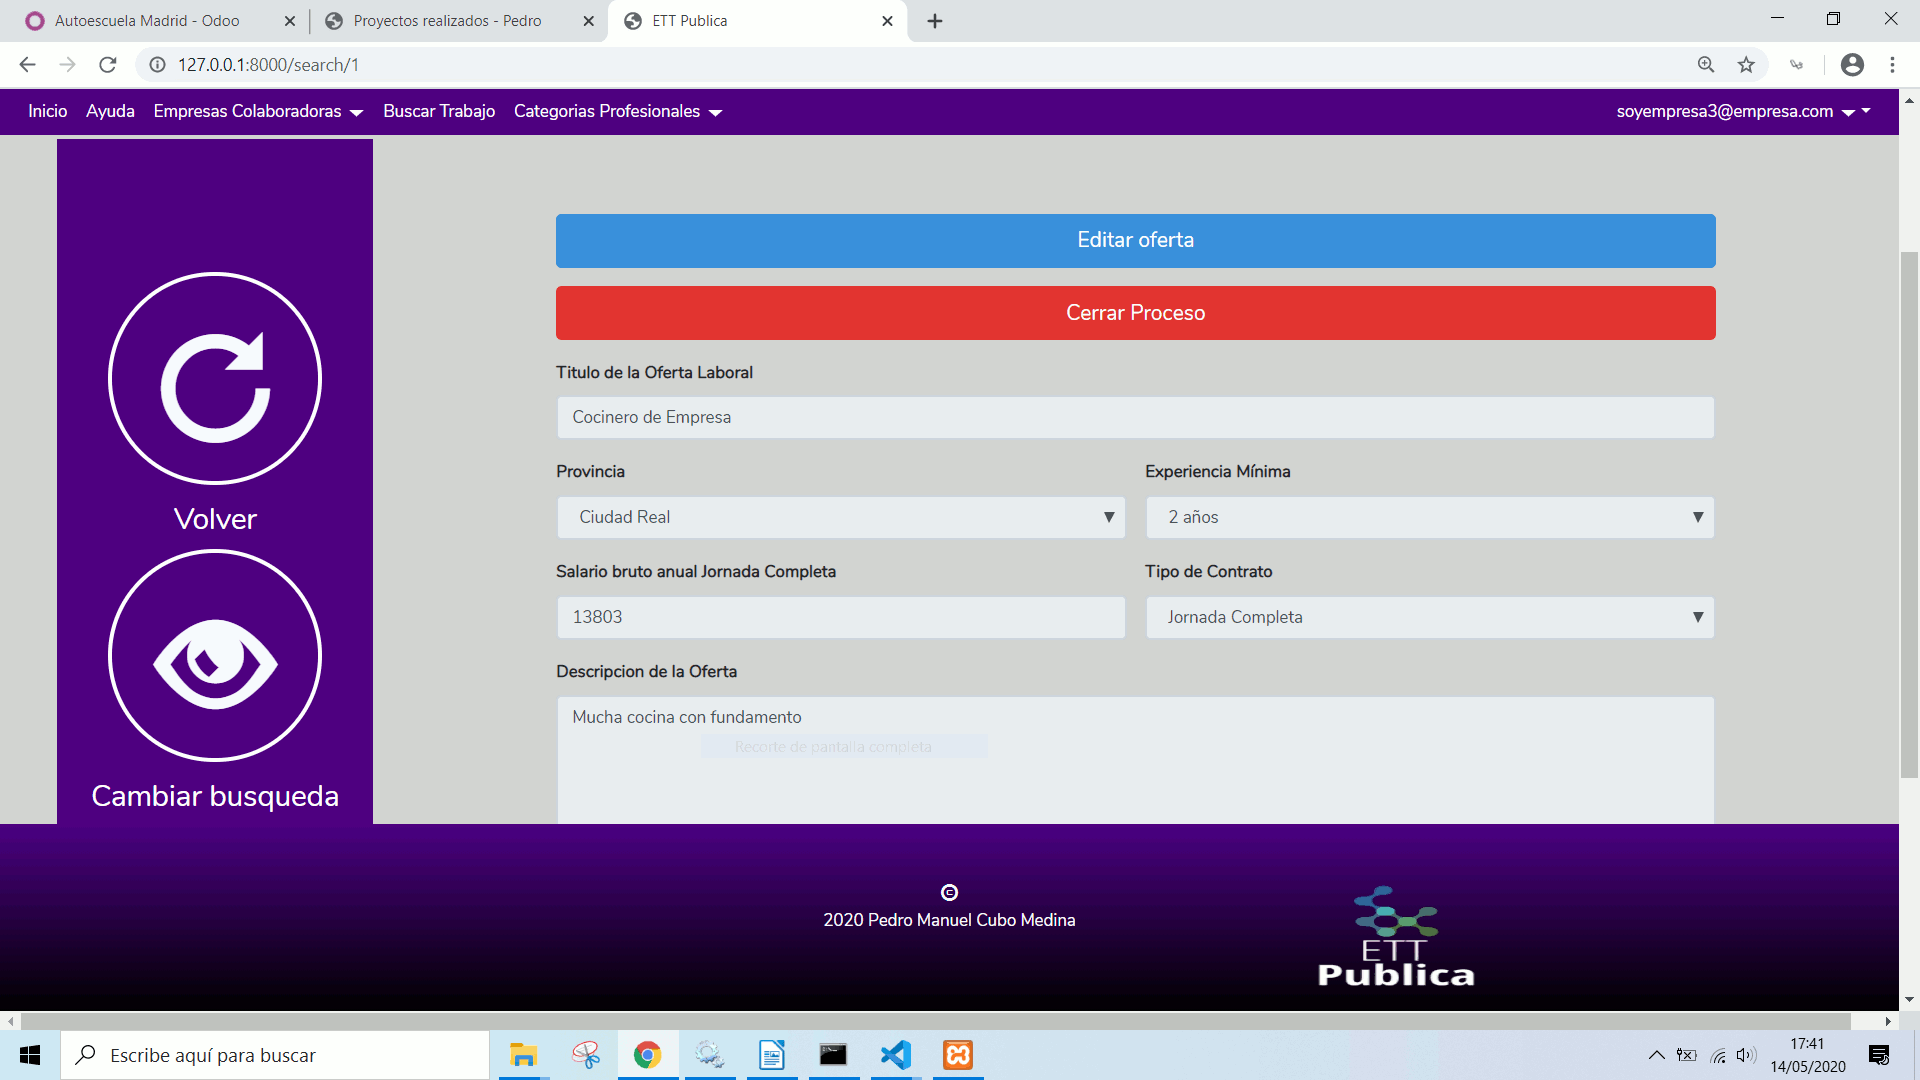 Autoescuela Madrid - Odoo
Proyectos realizados - Pedro
ETT Publica
127.0.0.1:8000/search/1
Inicio
Ayuda
Empresas Colaboradoras
Buscar Trabajo
Categorias Profesionales
soyempresa3@empresa.com
Volver
Cambiar busqueda
Editar oferta
Cerrar Proceso
Titulo de la Oferta Laboral
Cocinero de Empresa
Provincia
Experiencia Mínima
Ciudad Real
2 años
Salario bruto anual Jornada Completa
Tipo de Contrato
13803
Jornada Completa
Descripcion de la Oferta
Mucha cocina con fundamento
Recorte de pantalla completa
©
2020 Pedro Manuel Cubo Medina
ETT
Publica
Escribe aquí para buscar
17:41
14/05/2020